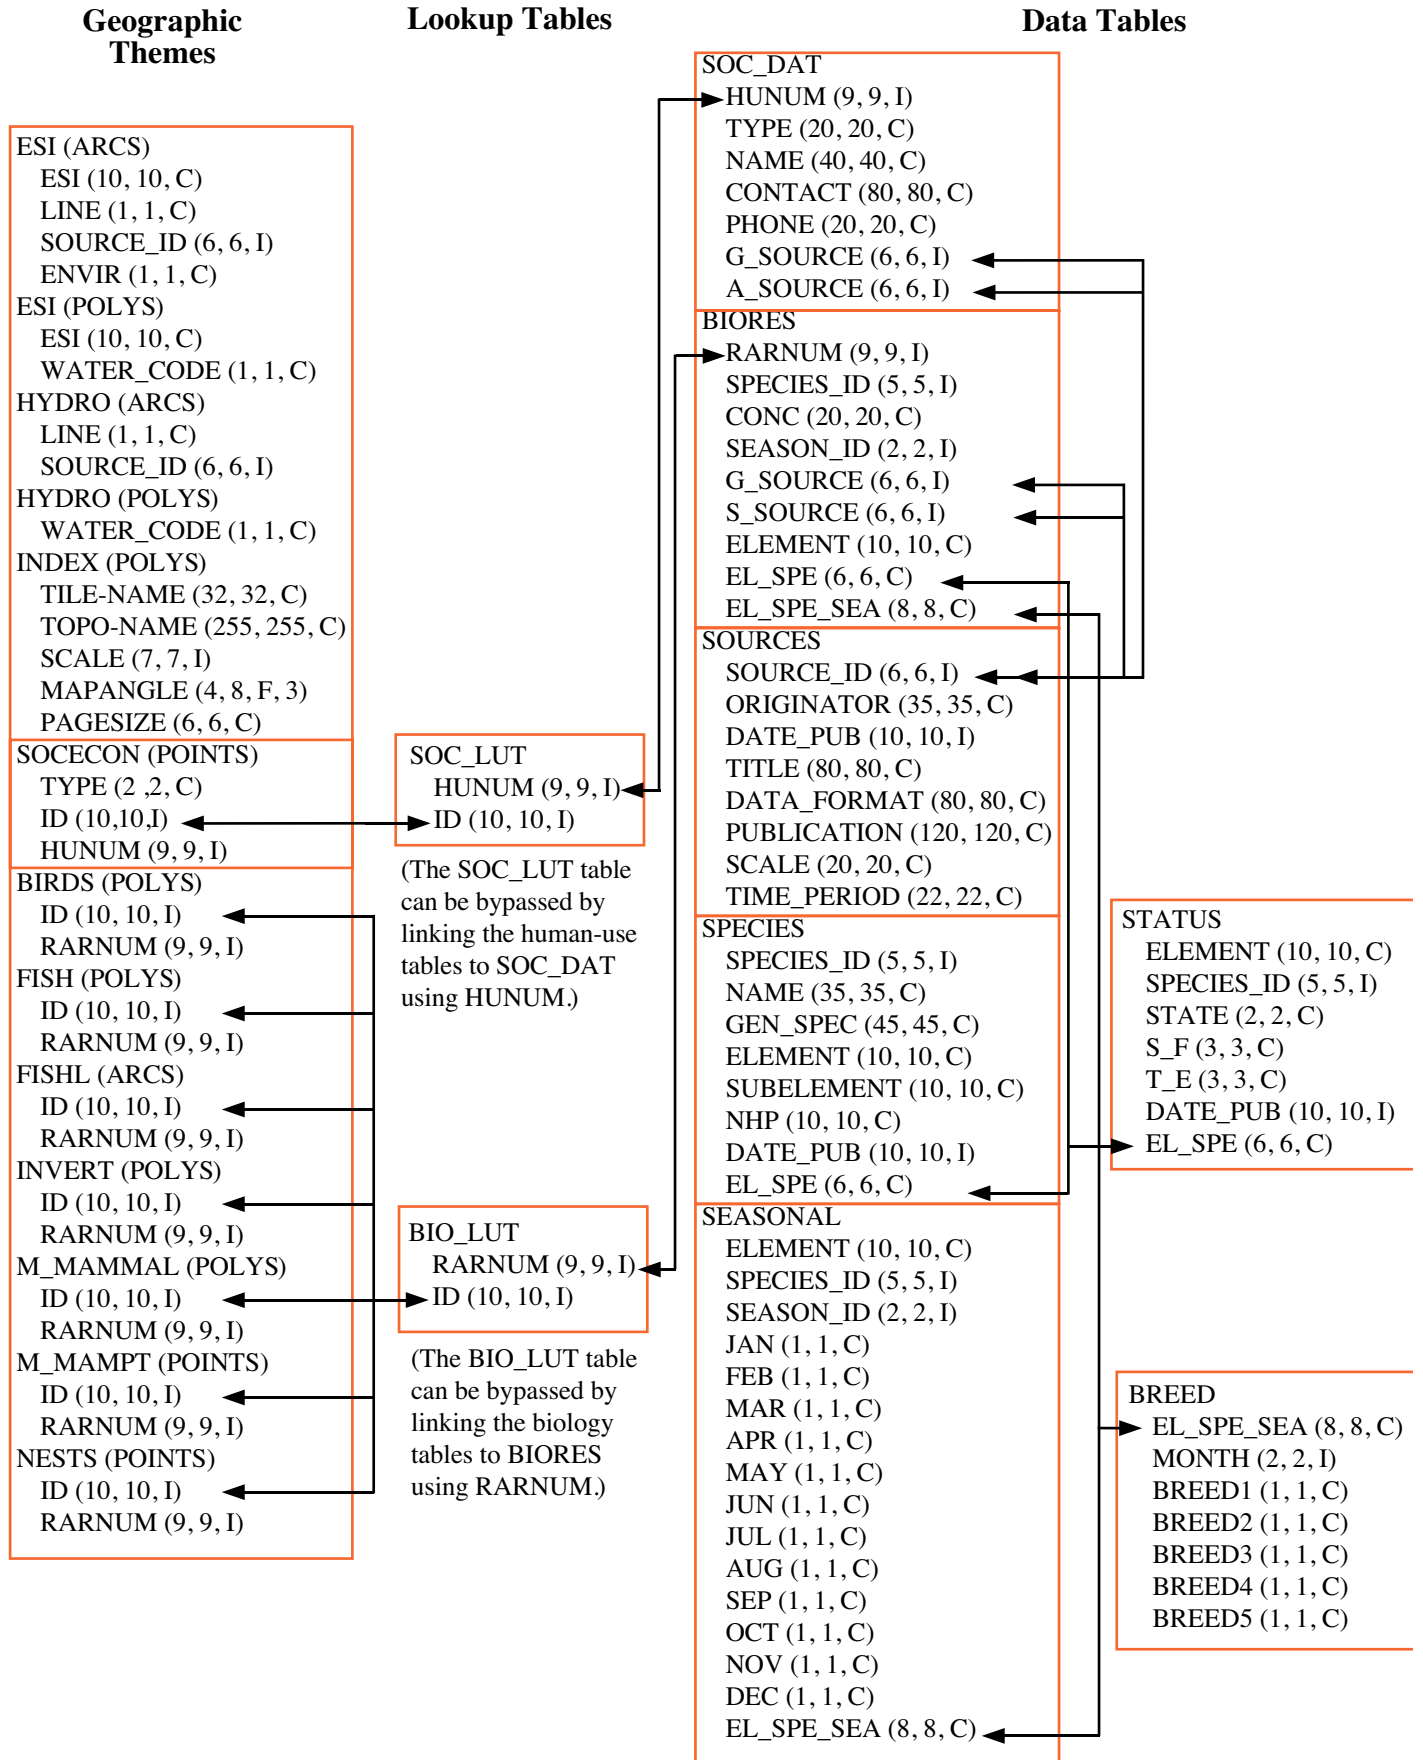 Geographic
Themes
Lookup Tables
Data Tables
ESI (ARCS)
ESI (10, 10, C)
LINE (1, 1, C)
SOURCE_ID (6, 6, I)
ENVIR (1, 1, C)
ESI (POLYS)
ESI (10, 10, C)
WATER_CODE (1, 1, C)
HYDRO (ARCS)
LINE (1, 1, C)
SOURCE_ID (6, 6, I)
HYDRO (POLYS)
WATER_CODE (1, 1, C)
INDEX (POLYS)
TILE-NAME (32, 32, C)
TOPO-NAME (255, 255, C)
SCALE (7, 7, I)
MAPANGLE (4, 8, F, 3)
PAGESIZE (6, 6, C)
SOCECON (POINTS)
TYPE (2 ,2, C)
ID (10,10,I)
HUNUM (9, 9, I)
BIRDS (POLYS)
ID (10, 10, I)
RARNUM (9, 9, I)
FISH (POLYS)
ID (10, 10, I)
RARNUM (9, 9, I)
FISHL (ARCS)
ID (10, 10, I)
RARNUM (9, 9, I)
INVERT (POLYS)
ID (10, 10, I)
RARNUM (9, 9, I)
M_MAMMAL (POLYS)
ID (10, 10, I)
RARNUM (9, 9, I)
M_MAMPT (POINTS)
ID (10, 10, I)
RARNUM (9, 9, I)
NESTS (POINTS)
ID (10, 10, I)
RARNUM (9, 9, I)
SOC_LUT
HUNUM (9, 9, I)
ID (10, 10, I)
(The SOC_LUT table
can be bypassed by
linking the human-use
tables to SOC_DAT
using HUNUM.)
BIO_LUT
RARNUM (9, 9, I)
ID (10, 10, I)
(The BIO_LUT table
can be bypassed by
linking the biology
tables to BIORES
using RARNUM.)
SOC_DAT
HUNUM (9, 9, I)
TYPE (20, 20, C)
NAME (40, 40, C)
CONTACT (80, 80, C)
PHONE (20, 20, C)
G_SOURCE (6, 6, I)
A_SOURCE (6, 6, I)
BIORES
RARNUM (9, 9, I)
SPECIES_ID (5, 5, I)
CONC (20, 20, C)
SEASON_ID (2, 2, I)
G_SOURCE (6, 6, I)
S_SOURCE (6, 6, I)
ELEMENT (10, 10, C)
EL_SPE (6, 6, C)
EL_SPE_SEA (8, 8, C)
SOURCES
SOURCE_ID (6, 6, I)
ORIGINATOR (35, 35, C)
DATE_PUB (10, 10, I)
TITLE (80, 80, C)
DATA_FORMAT (80, 80, C)
PUBLICATION (120, 120, C)
SCALE (20, 20, C)
TIME_PERIOD (22, 22, C)
SPECIES
SPECIES_ID (5, 5, I)
NAME (35, 35, C)
GEN_SPEC (45, 45, C)
ELEMENT (10, 10, C)
SUBELEMENT (10, 10, C)
NHP (10, 10, C)
DATE_PUB (10, 10, I)
EL_SPE (6, 6, C)
SEASONAL
ELEMENT (10, 10, C)
SPECIES_ID (5, 5, I)
SEASON_ID (2, 2, I)
JAN (1, 1, C)
FEB (1, 1, C)
MAR (1, 1, C)
APR (1, 1, C)
MAY (1, 1, C)
JUN (1, 1, C)
JUL (1, 1, C)
AUG (1, 1, C)
SEP (1, 1, C)
OCT (1, 1, C)
NOV (1, 1, C)
DEC (1, 1, C)
EL_SPE_SEA (8, 8, C)
STATUS
ELEMENT (10, 10, C)
SPECIES_ID (5, 5, I)
STATE (2, 2, C)
S_F (3, 3, C)
T_E (3, 3, C)
DATE_PUB (10, 10, I)
EL_SPE (6, 6, C)
BREED
EL_SPE_SEA (8, 8, C)
MONTH (2, 2, I)
BREED1 (1, 1, C)
BREED2 (1, 1, C)
BREED3 (1, 1, C)
BREED4 (1, 1, C)
BREED5 (1, 1, C)